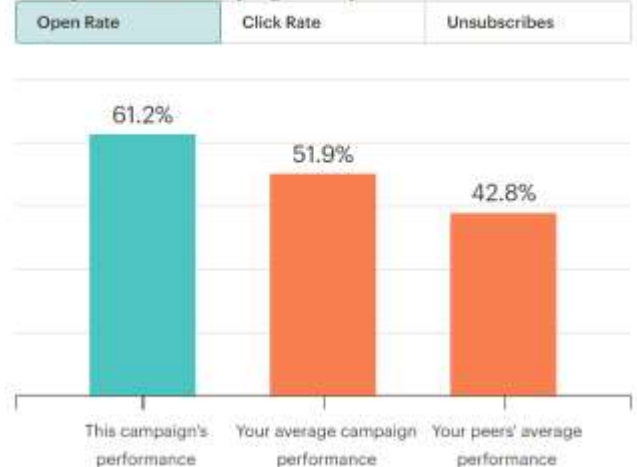 Open Rate
Click Rate
Unsubscribes
61.2%
51.9%
42.8%
This campaign's
performance
Your average campaign
performance
Your peers' average
performance